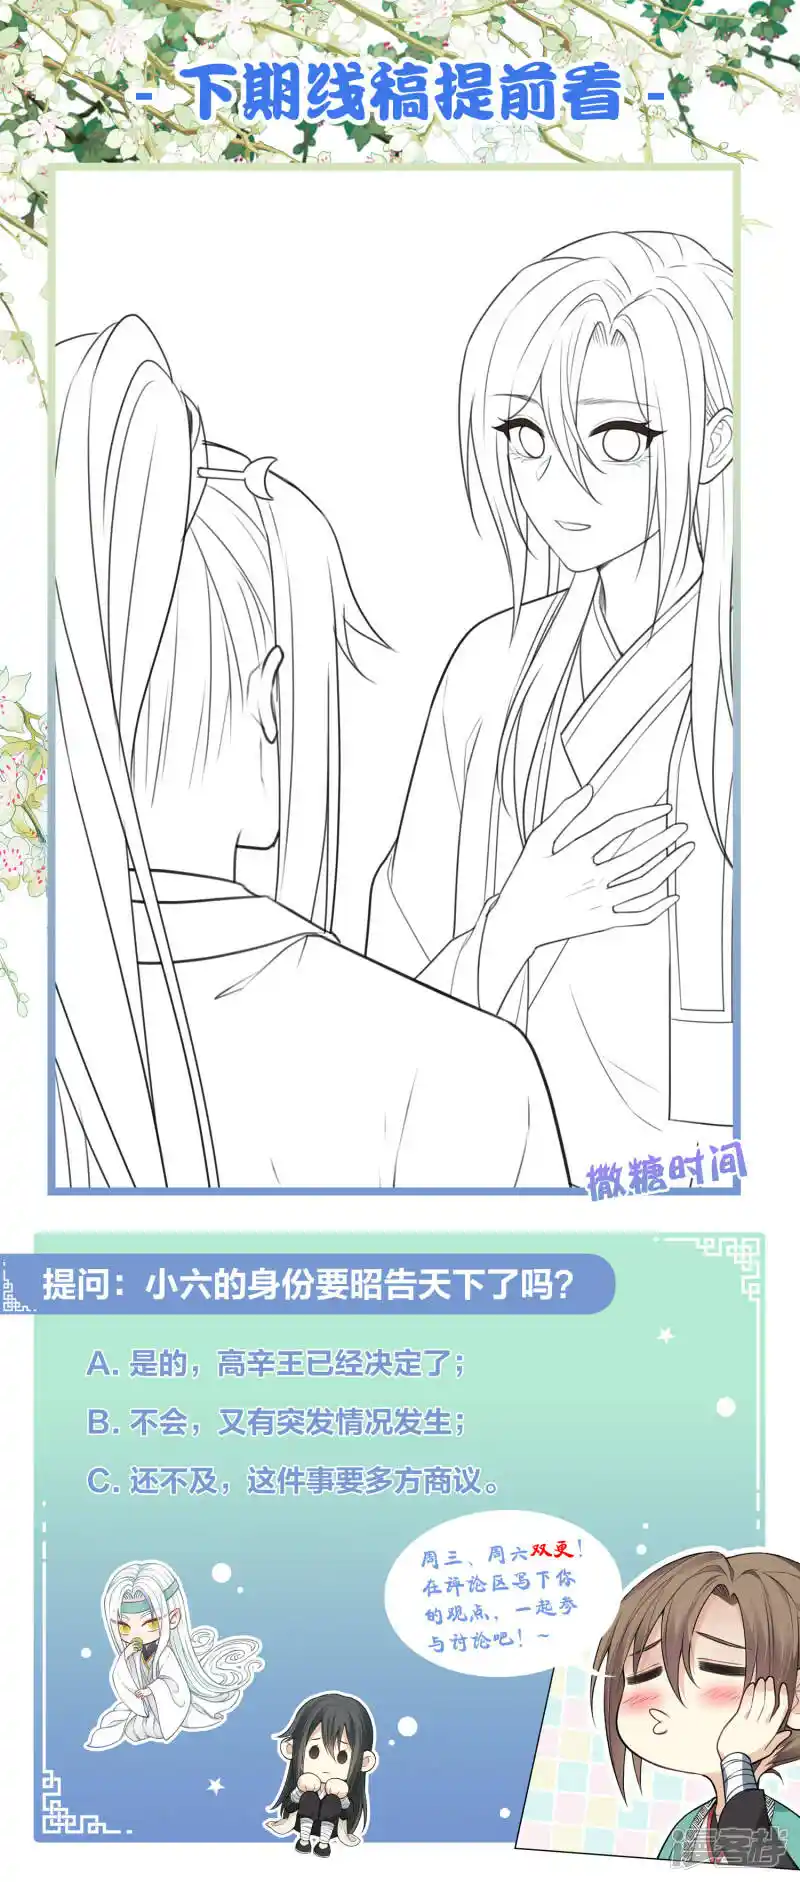 - 下期线稿提前看 -
撒糖时间
提问：小六的身份要昭告天下了吗？
A. 是的，高辛王已经决定了；
B. 不会，又有突发情况发生；
C. 还不及，这件事要多方商议。
周三、周六双更！
在评论区写下你
的观点，一起参
与讨论吧！~
漫客栈